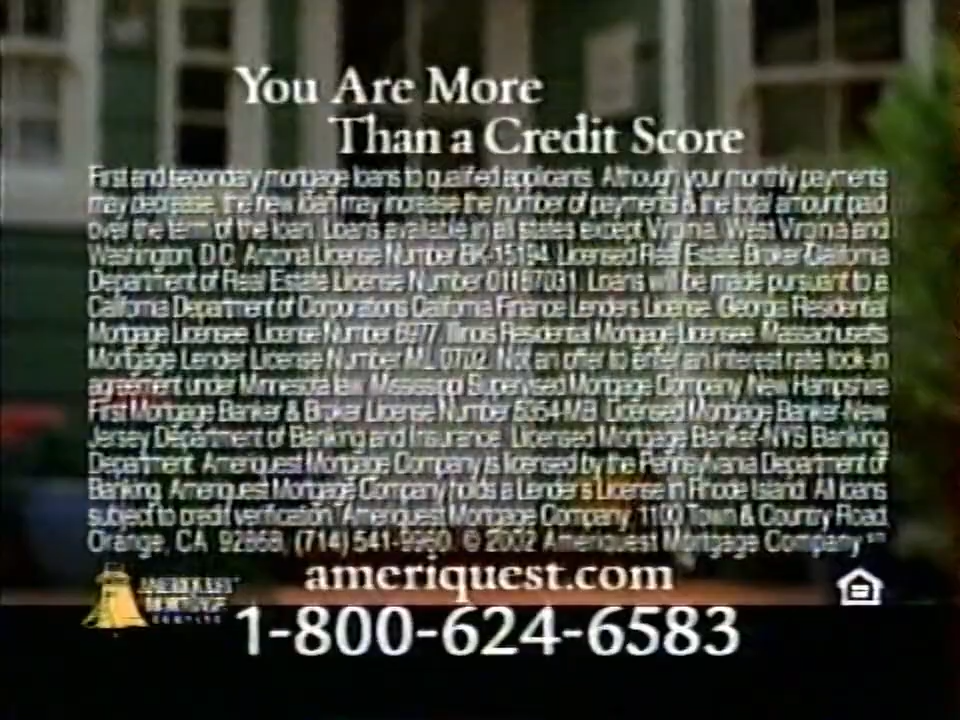 You Are More
Than a Credit Score
First and secondary mortgage loans to qualified applicants. Although your monthly payments
may decrease, the new loan may increase the number of payments & the total amount paid
over the term of the loan. Loans available in all states except Virginia, West Virginia and
Washington, D.C. Arizona License Number BK-15194. Licensed Real Estate Broker-California
Department of Real Estate License Number 01187031. Loans will be made pursuant to a
California Department of Corporations California Finance Lenders License. Georgia Residential
Mortgage Licensee. License Number 6977. Illinois Residential Mortgage Licensee. Massachusetts
Mortgage Lender License Number ML 0702. Not an offer to enter an interest rate lock-in
agreement under Minnesota law. Mississippi Supervised Mortgage Company. New Hampshire
First Mortgage Banker & Broker License Number 6354-MB. Licensed Mortgage Banker-New
Jersey Department of Banking and Insurance. Licensed Mortgage Banker-NYS Banking
Department. Ameriquest Mortgage Company is licensed by the Pennsylvania Department of
Banking. Ameriquest Mortgage Company holds a Lender's License in Rhode Island. All loans
subject to credit verification. Ameriquest Mortgage Company, 1100 Town & Country Road,
Orange, CA 92868, (714) 541-9960. © 2002 Ameriquest Mortgage Company
ameriquest.com
AMERIQUEST
MORTGAGE
COMPANY
1-800-624-6583